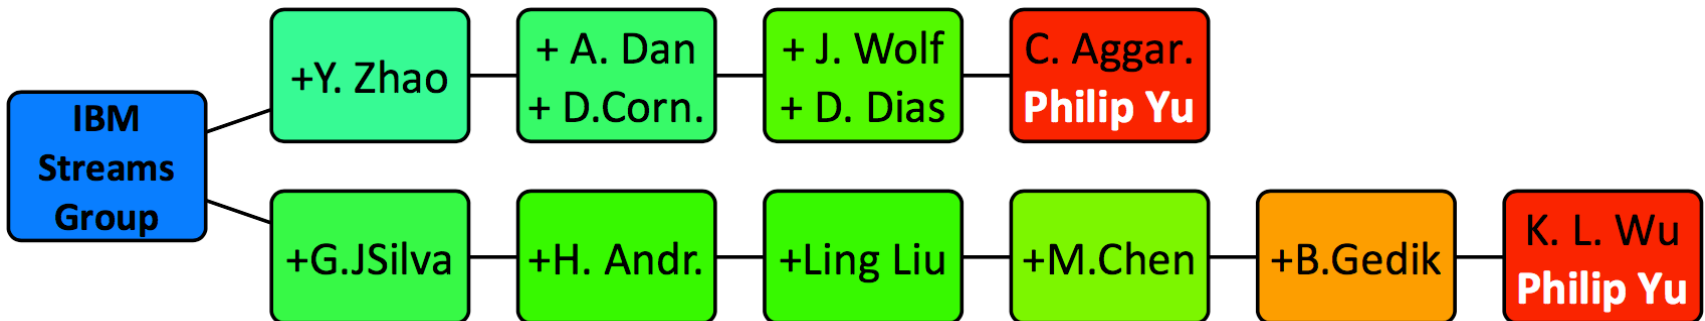 IBM
Streams
Group
+Y. Zhao
+ A. Dan
+ D.Corn.
+ J. Wolf
+ D. Dias
C. Aggar.
Philip Yu
+G.JSilva
+H. Andr.
+Ling Liu
+M.Chen
+B.Gedik
K. L. Wu
Philip Yu